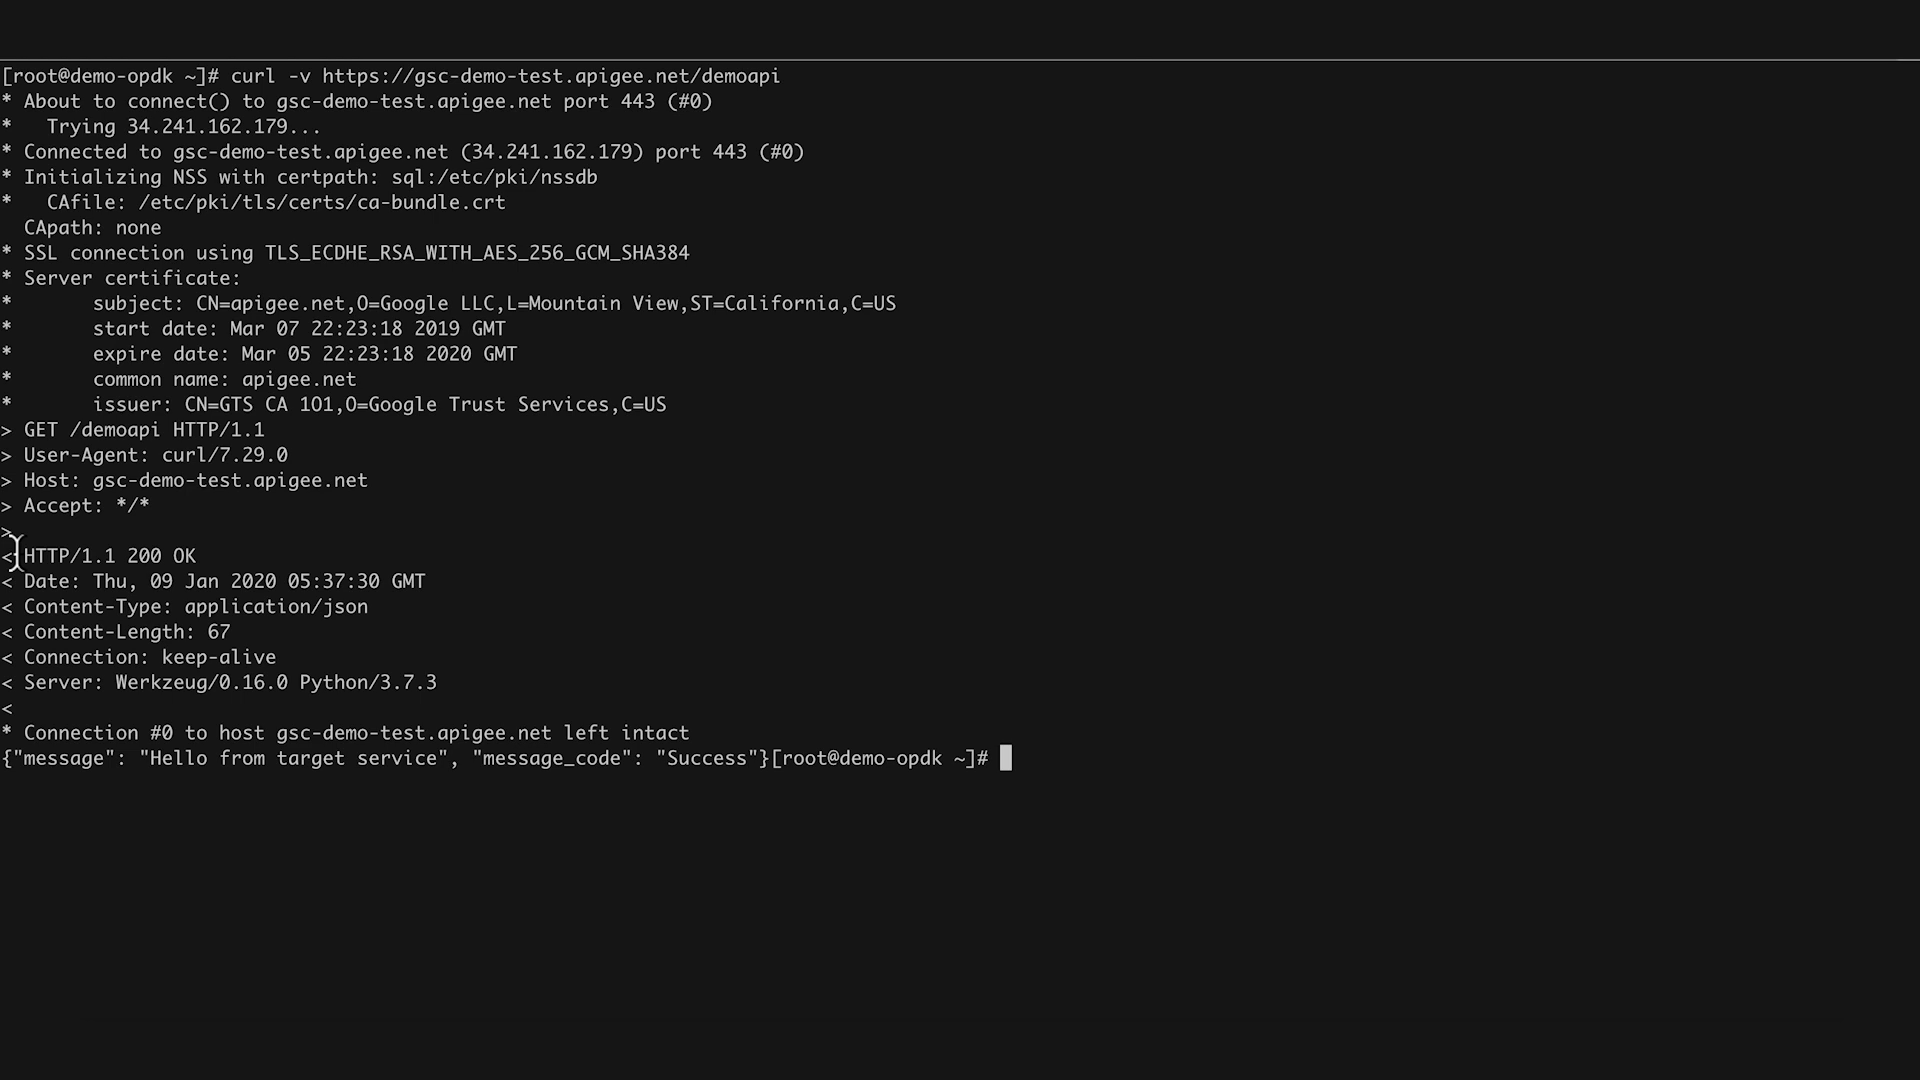 [root@demo-opdk ~]# curl -v https://gsc-demo-test.apigee.net/demoapi
* About to connect() to gsc-demo-test.apigee.net port 443 (#0)
*   Trying 34.241.162.179...
* Connected to gsc-demo-test.apigee.net (34.241.162.179) port 443 (#0)
* Initializing NSS with certpath: sql:/etc/pki/nssdb
*   CAfile: /etc/pki/tls/certs/ca-bundle.crt
  CApath: none
* SSL connection using TLS_ECDHE_RSA_WITH_AES_256_GCM_SHA384
* Server certificate:
*       subject: CN=apigee.net,O=Google LLC,L=Mountain View,ST=California,C=US
*       start date: Mar 07 22:23:18 2019 GMT
*       expire date: Mar 05 22:23:18 2020 GMT
*       common name: apigee.net
*       issuer: CN=GTS CA 1O1,O=Google Trust Services,C=US
> GET /demoapi HTTP/1.1
> User-Agent: curl/7.29.0
> Host: gsc-demo-test.apigee.net
> Accept: */*
>
< HTTP/1.1 200 OK
< Date: Thu, 09 Jan 2020 05:37:30 GMT
< Content-Type: application/json
< Content-Length: 67
< Connection: keep-alive
< Server: Werkzeug/0.16.0 Python/3.7.3
<
* Connection #0 to host gsc-demo-test.apigee.net left intact
{"message": "Hello from target service", "message_code": "Success"}[root@demo-opdk ~]#